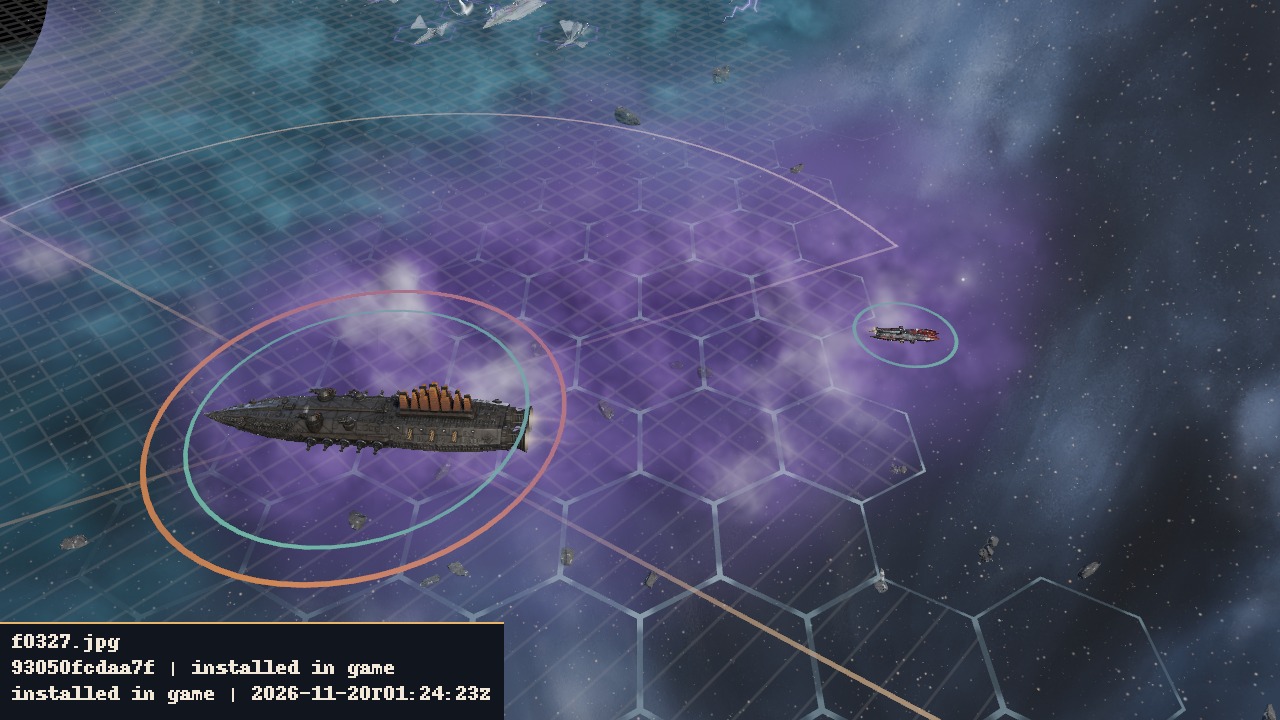 f0327.jpg
93050fcdaa7f | installed in game
installed in game | 2026-11-20T01:24:23Z